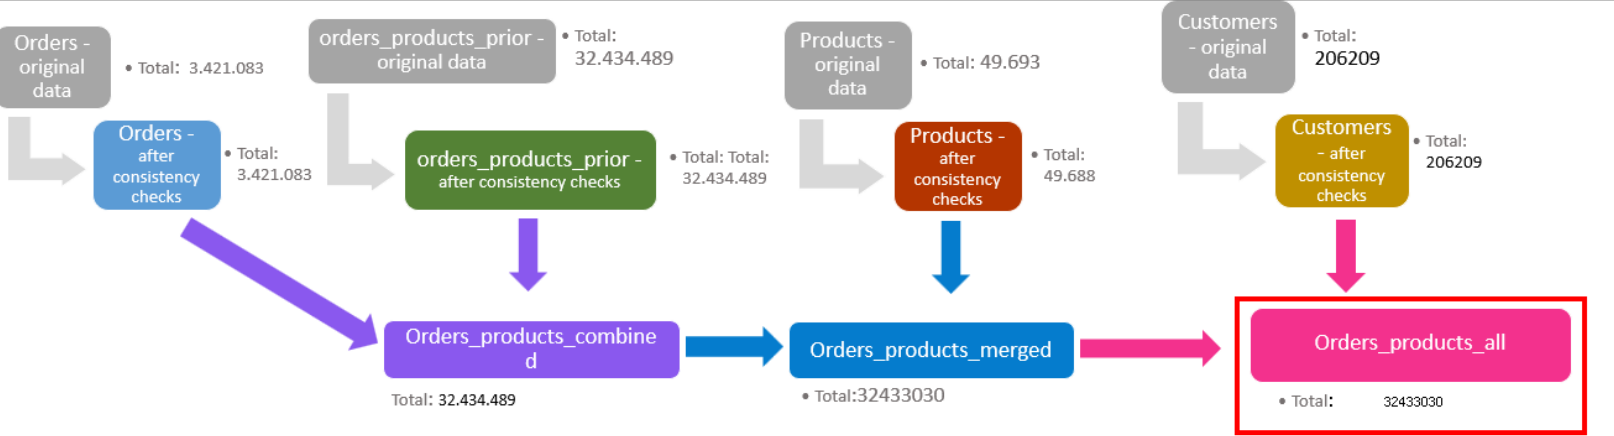 Orders -
original
data
• Total: 3.421.083
orders_products_prior -
original data
• Total:
32.434.489
Products -
original
data
• Total: 49.693
Customers
- original
data
• Total:
206209
Orders -
after
consistency
checks
• Total:
3.421.083
orders_products_prior -
after consistency checks
• Total: Total:
32.434.489
Products -
after
consistency
checks
• Total:
49.688
Customers
- after
consistency
checks
• Total:
206209
Orders_products_combine
d
Total: 32.434.489
Orders_products_merged
• Total:32433030
Orders_products_all
• Total: 32433030